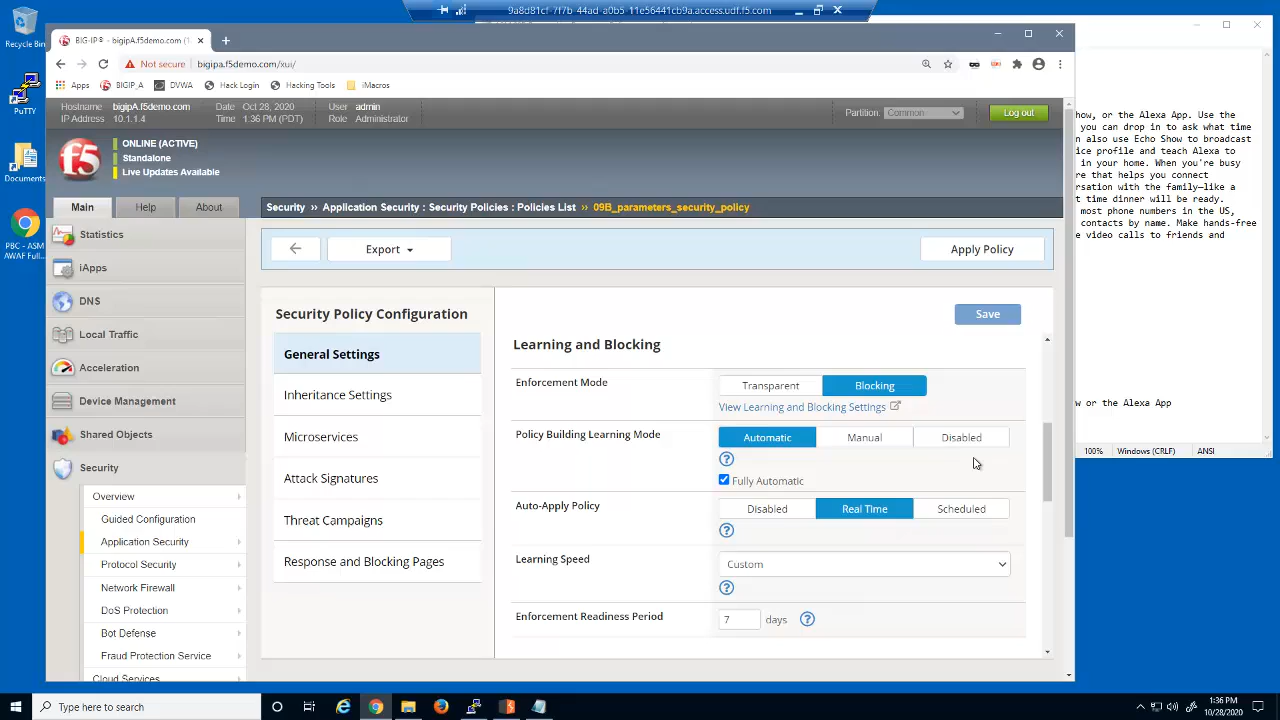 9a8d81cf-7f7b-44ad-a0b5-11e56441cb9a.access.udf.f5.com
Recycle Bin
PuTTY
Documents
PBC - ASM
AWAF Full...
BIG-IP® - bigipA.f5demo.com (1
Not secure
bigipa.f5demo.com/xui/
Apps
BIGIP_A
DVWA
Hack Login
Hacking Tools
iMacros
Hostname bigipA.f5demo.com
IP Address 10.1.1.4
Date Oct 28, 2020
Time 1:36 PM (PDT)
User admin
Role Administrator
Partition: Common
Log out
f5
ONLINE (ACTIVE)
Standalone
Live Updates Available
Main
Help
About
Security » Application Security : Security Policies : Policies List » 09B_parameters_security_policy
Statistics
iApps
DNS
Local Traffic
Acceleration
Device Management
Shared Objects
Security
Overview
Guided Configuration
Application Security
Protocol Security
Network Firewall
DoS Protection
Bot Defense
Fraud Protection Service
Cloud Services
Export
Apply Policy
Security Policy Configuration
General Settings
Inheritance Settings
Microservices
Attack Signatures
Threat Campaigns
Response and Blocking Pages
Save
Learning and Blocking
Enforcement Mode
Transparent
Blocking
View Learning and Blocking Settings
Policy Building Learning Mode
Automatic
Manual
Disabled
?
Fully Automatic
Auto-Apply Policy
Disabled
Real Time
Scheduled
?
Learning Speed
Custom
?
Enforcement Readiness Period
7 days ?
how, or the Alexa App. Use the
you can drop in to ask what time
n also use Echo Show to broadcast
ice profile and teach Alexa to
in your home. When you're busy
re that helps you connect
rsation with the family—like a
t time dinner will be ready.
most phone numbers in the US,
contacts by name. Make hands-free
e video calls to friends and
w or the Alexa App
100%
Windows (CRLF)
ANSI
Type here to search
1:36 PM
10/28/2020